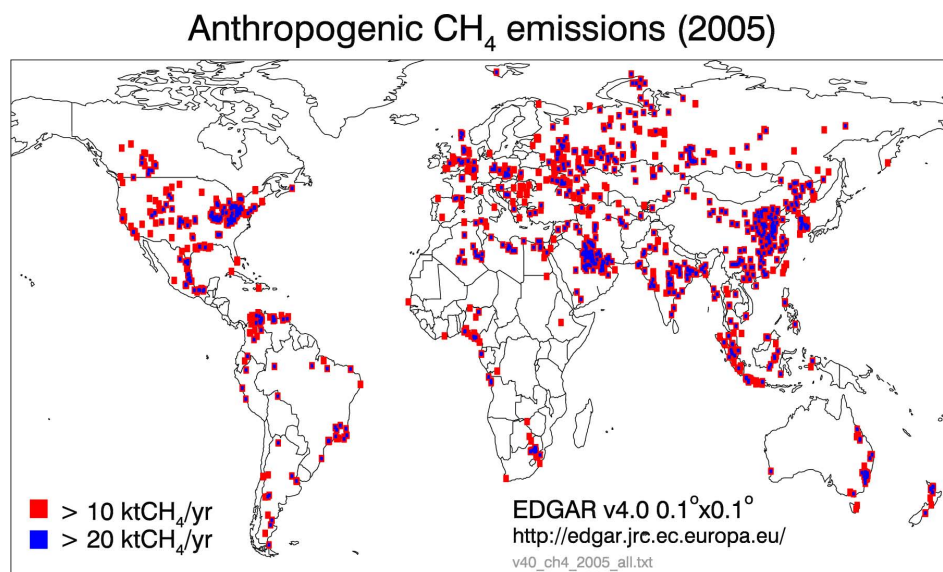 Anthropogenic CH₄ emissions (2005)
> 10 ktCH₄/yr
> 20 ktCH₄/yr
EDGAR v4.0 0.1°x0.1°
http://edgar.jrc.ec.europa.eu/
v40_ch4_2005_all.txt